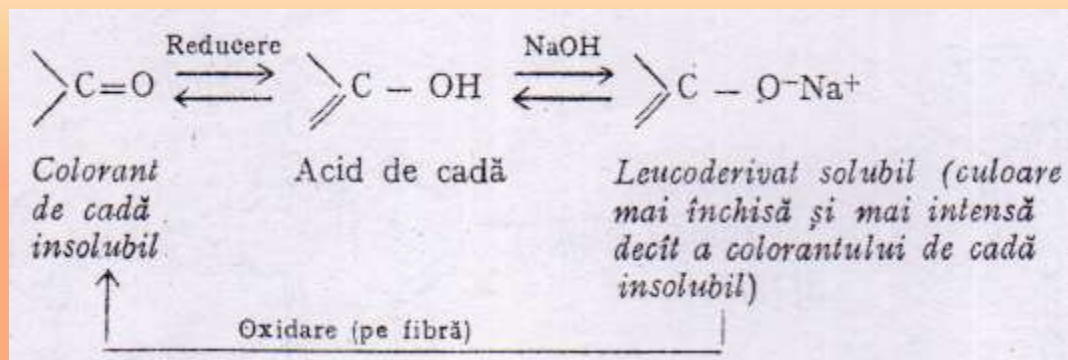 Reducere NaOH
C=O C – OH C – O⁻Na⁺
Colorant Acid de cadă Leucoderivat solubil (culoare
de cadă mai închisă și mai intensă
insolubil decît a colorantului de cadă
insolubil)
Oxidare (pe fibră)